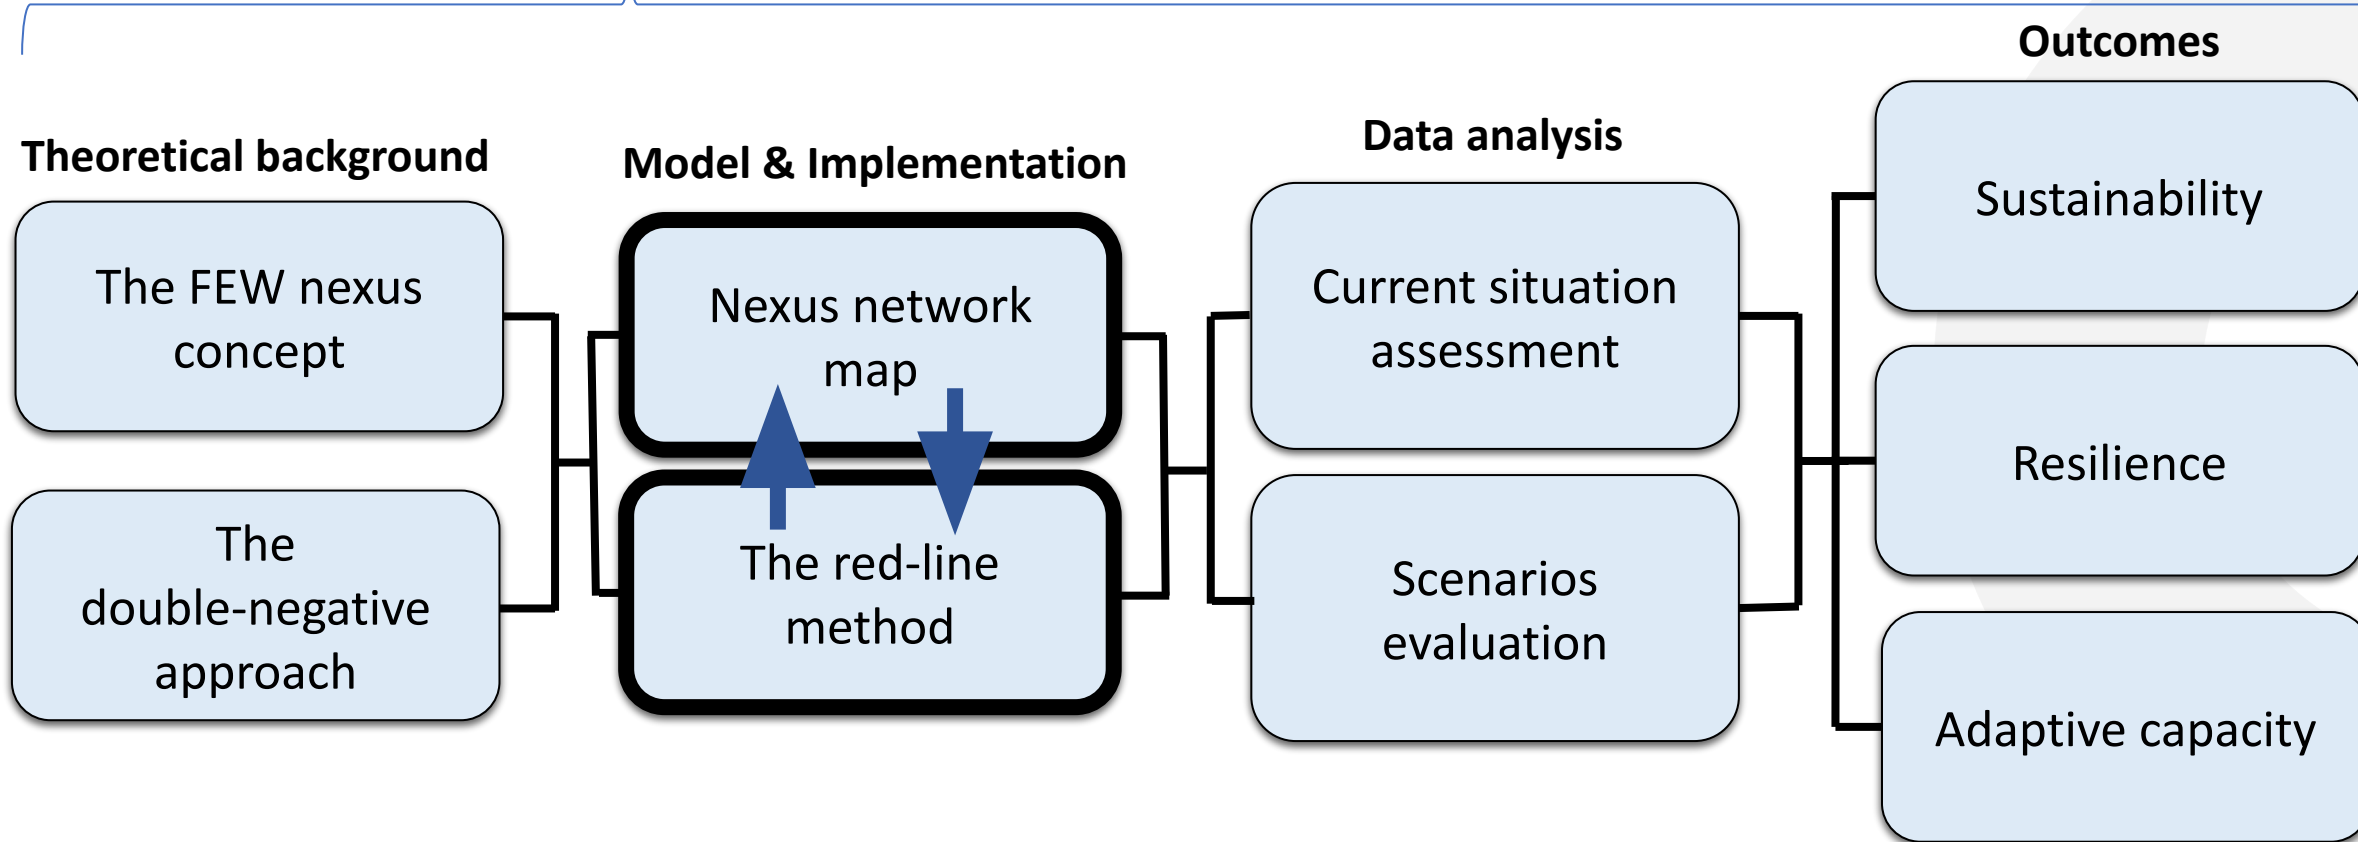 Theoretical background
The FEW nexus
concept
The
double-negative
approach
Model & Implementation
Nexus network
map
The red-line
method
Data analysis
Current situation
assessment
Scenarios
evaluation
Outcomes
Sustainability
Resilience
Adaptive capacity